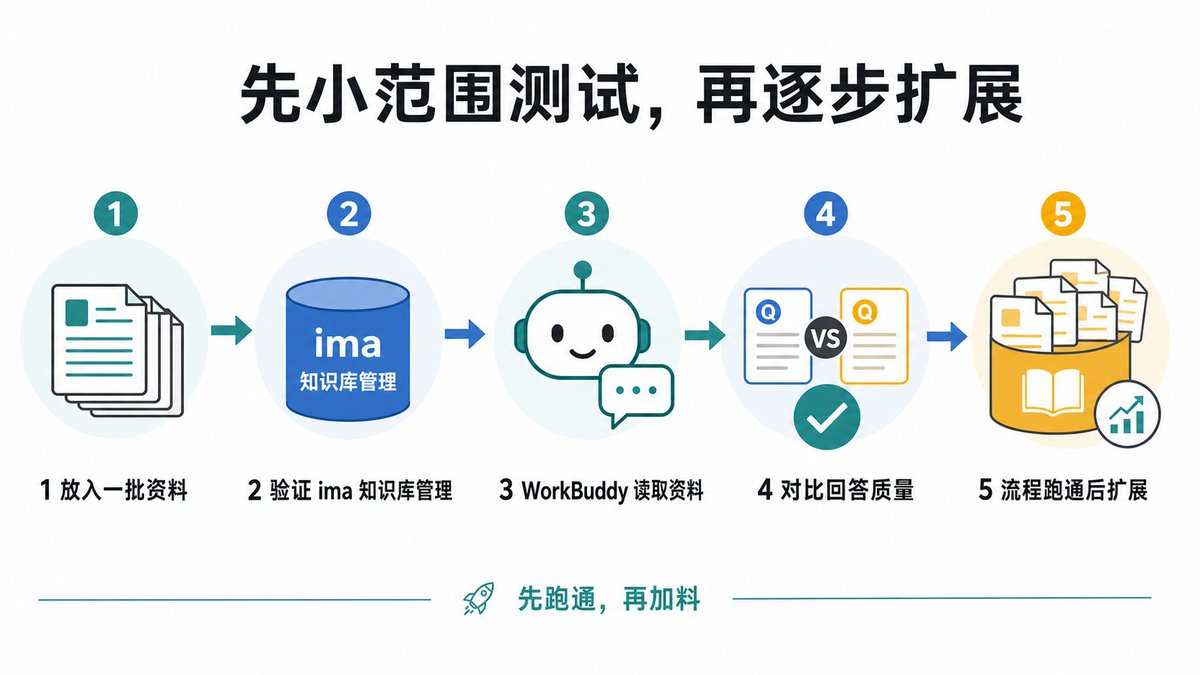 先小范围测试，再逐步扩展
1
2
3
4
5
ima
知识库管理
Q
VS
Q
1 放入一批资料
2 验证 ima 知识库管理
3 WorkBuddy 读取资料
4 对比回答质量
5 流程跑通后扩展
先跑通，再加料